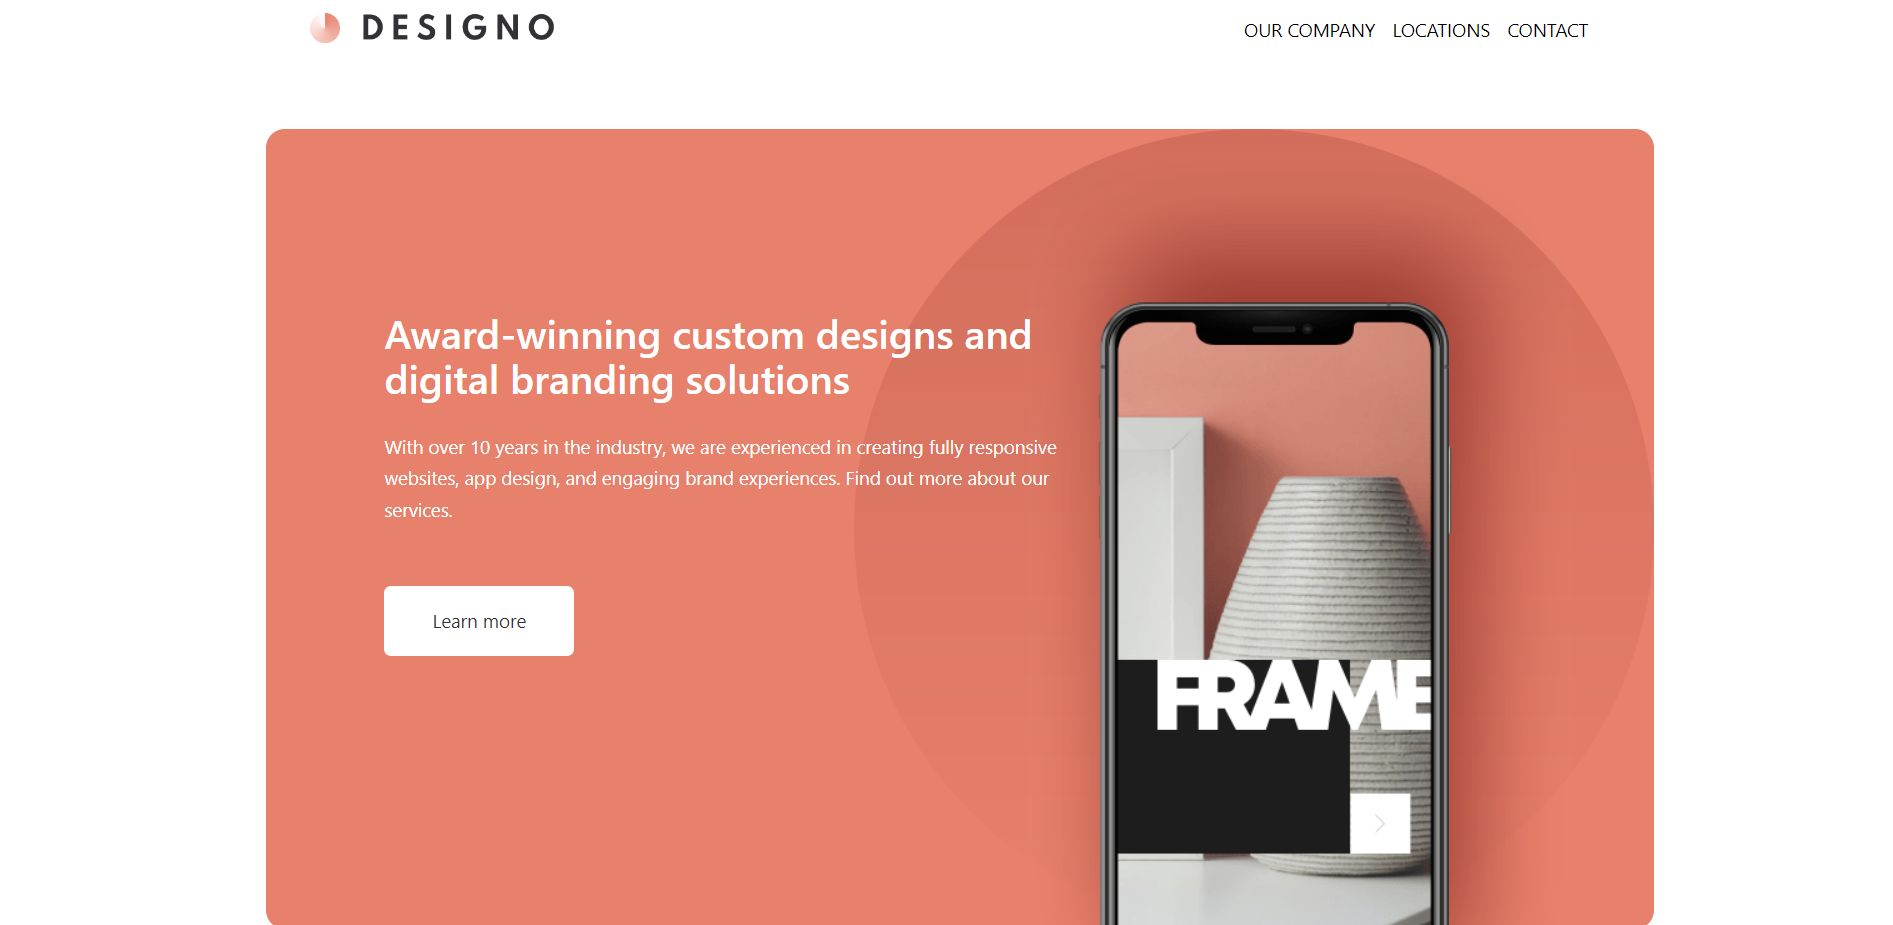 DESIGNO
OUR COMPANY LOCATIONS CONTACT
Award-winning custom designs and
digital branding solutions
With over 10 years in the industry, we are experienced in creating fully responsive
websites, app design, and engaging brand experiences. Find out more about our
services.
Learn more
FRAME